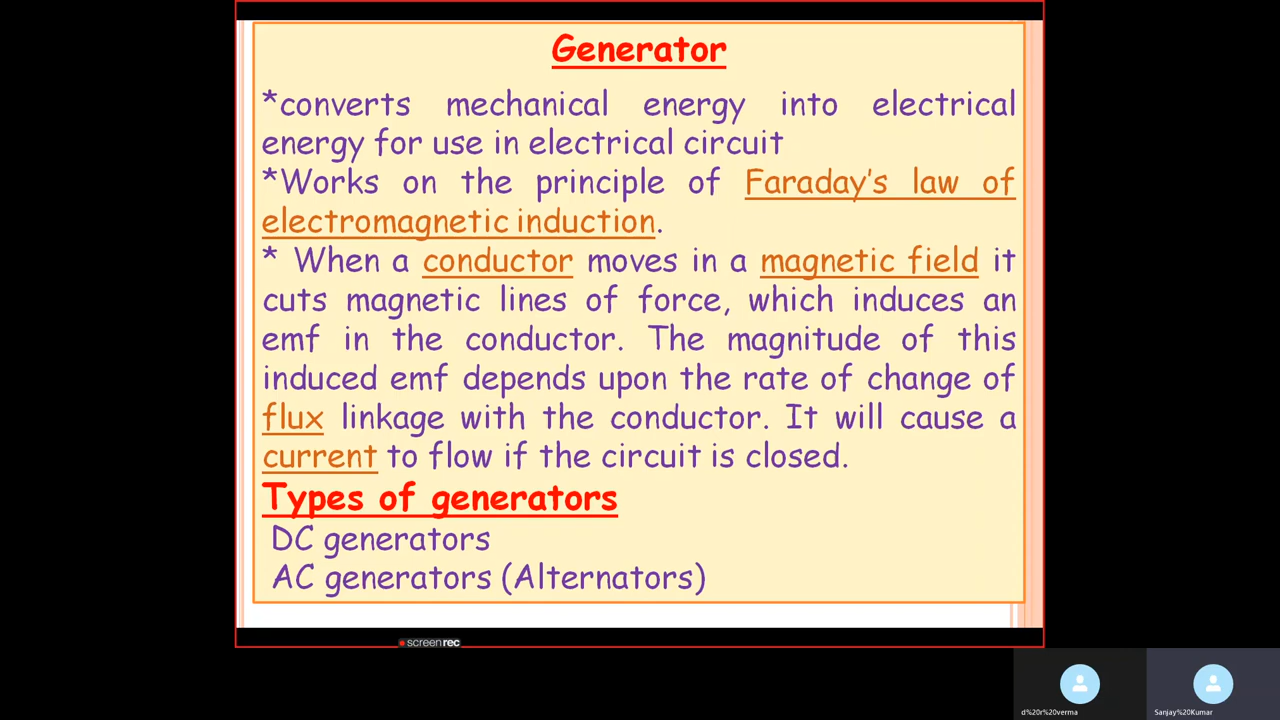 Generator
*converts mechanical energy into electrical
energy for use in electrical circuit
*Works on the principle of Faraday's law of
electromagnetic induction.
* When a conductor moves in a magnetic field it
cuts magnetic lines of force, which induces an
emf in the conductor. The magnitude of this
induced emf depends upon the rate of change of
flux linkage with the conductor. It will cause a
current to flow if the circuit is closed.
Types of generators
DC generators
AC generators (Alternators)
screenrec
d%20r%20verma
Sanjay%20Kumar